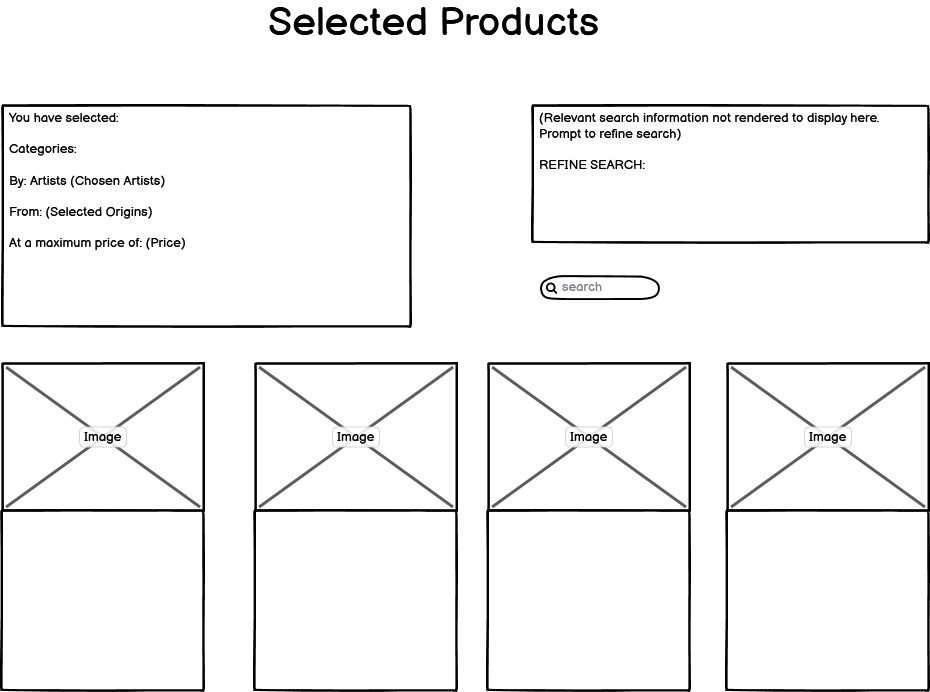 Selected Products
You have selected:
Categories:
By: Artists (Chosen Artists)
From: (Selected Origins)
At a maximum price of: (Price)
(Relevant search information not rendered to display here.
Prompt to refine search)
REFINE SEARCH:
search
Image
Image
Image
Image